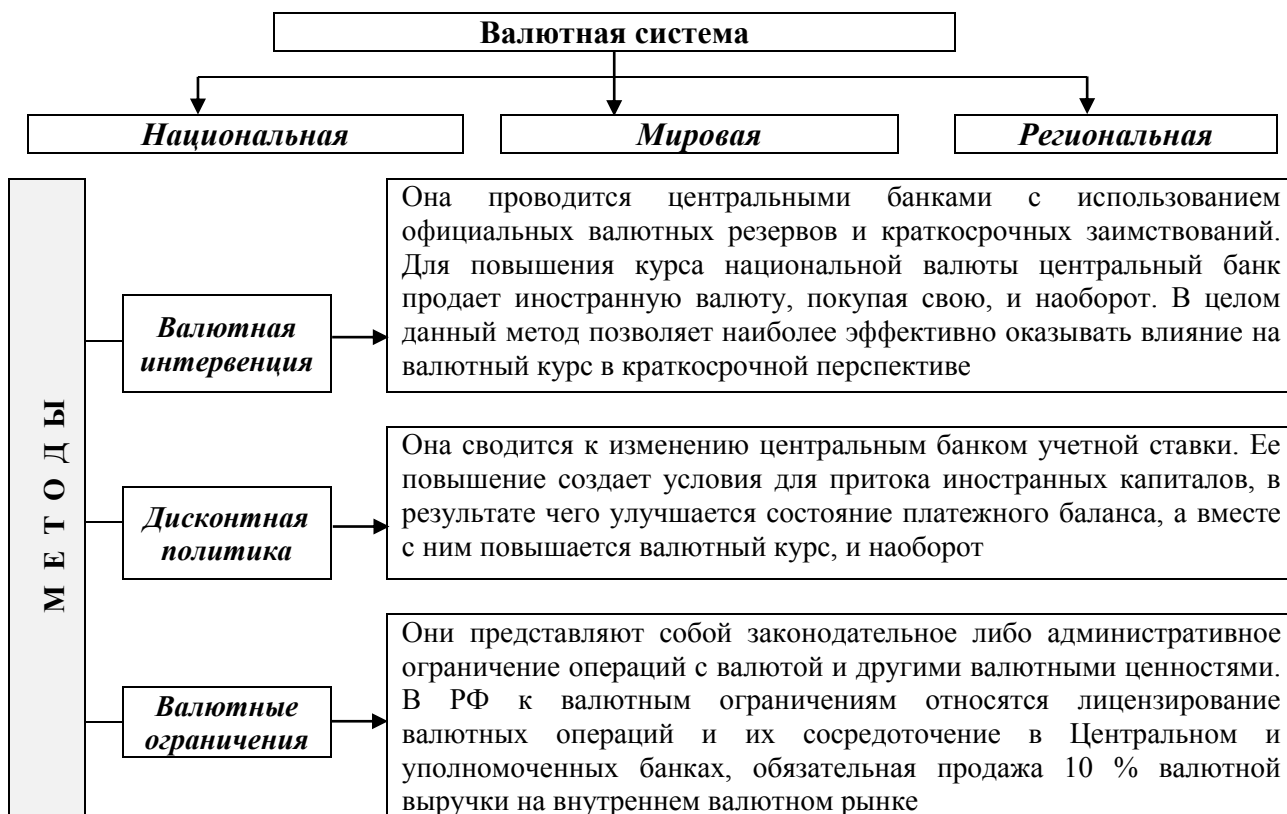 Валютная система
Национальная
Мировая
Региональная
МЕТОДЫ
Валютная
интервенция
Она проводится центральными банками с использованием
официальных валютных резервов и краткосрочных заимствований.
Для повышения курса национальной валюты центральный банк
продает иностранную валюту, покупая свою, и наоборот. В целом
данный метод позволяет наиболее эффективно оказывать влияние на
валютный курс в краткосрочной перспективе
Дисконтная
политика
Она сводится к изменению центральным банком учетной ставки. Ее
повышение создает условия для притока иностранных капиталов, в
результате чего улучшается состояние платежного баланса, а вместе
с ним повышается валютный курс, и наоборот
Валютные
ограничения
Они представляют собой законодательное либо административное
ограничение операций с валютой и другими валютными ценностями.
В РФ к валютным ограничениям относятся лицензирование
валютных операций и их сосредоточение в Центральном и
уполномоченных банках, обязательная продажа 10 % валютной
выручки на внутреннем валютном рынке